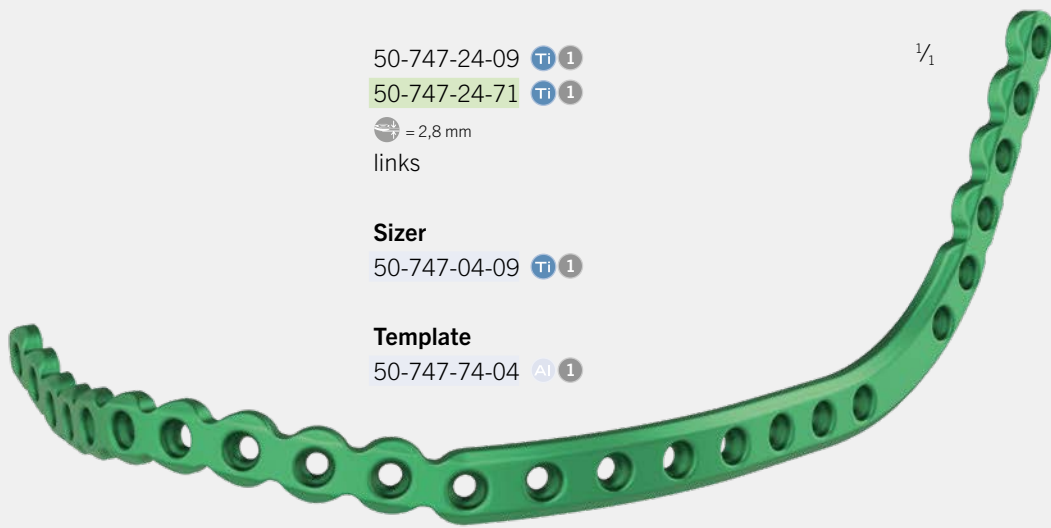 50-747-24-09 Ti 1
1/1
50-747-24-71 Ti 1
= 2,8 mm
links
Sizer
50-747-04-09 Ti 1
Template
50-747-74-04 Al 1